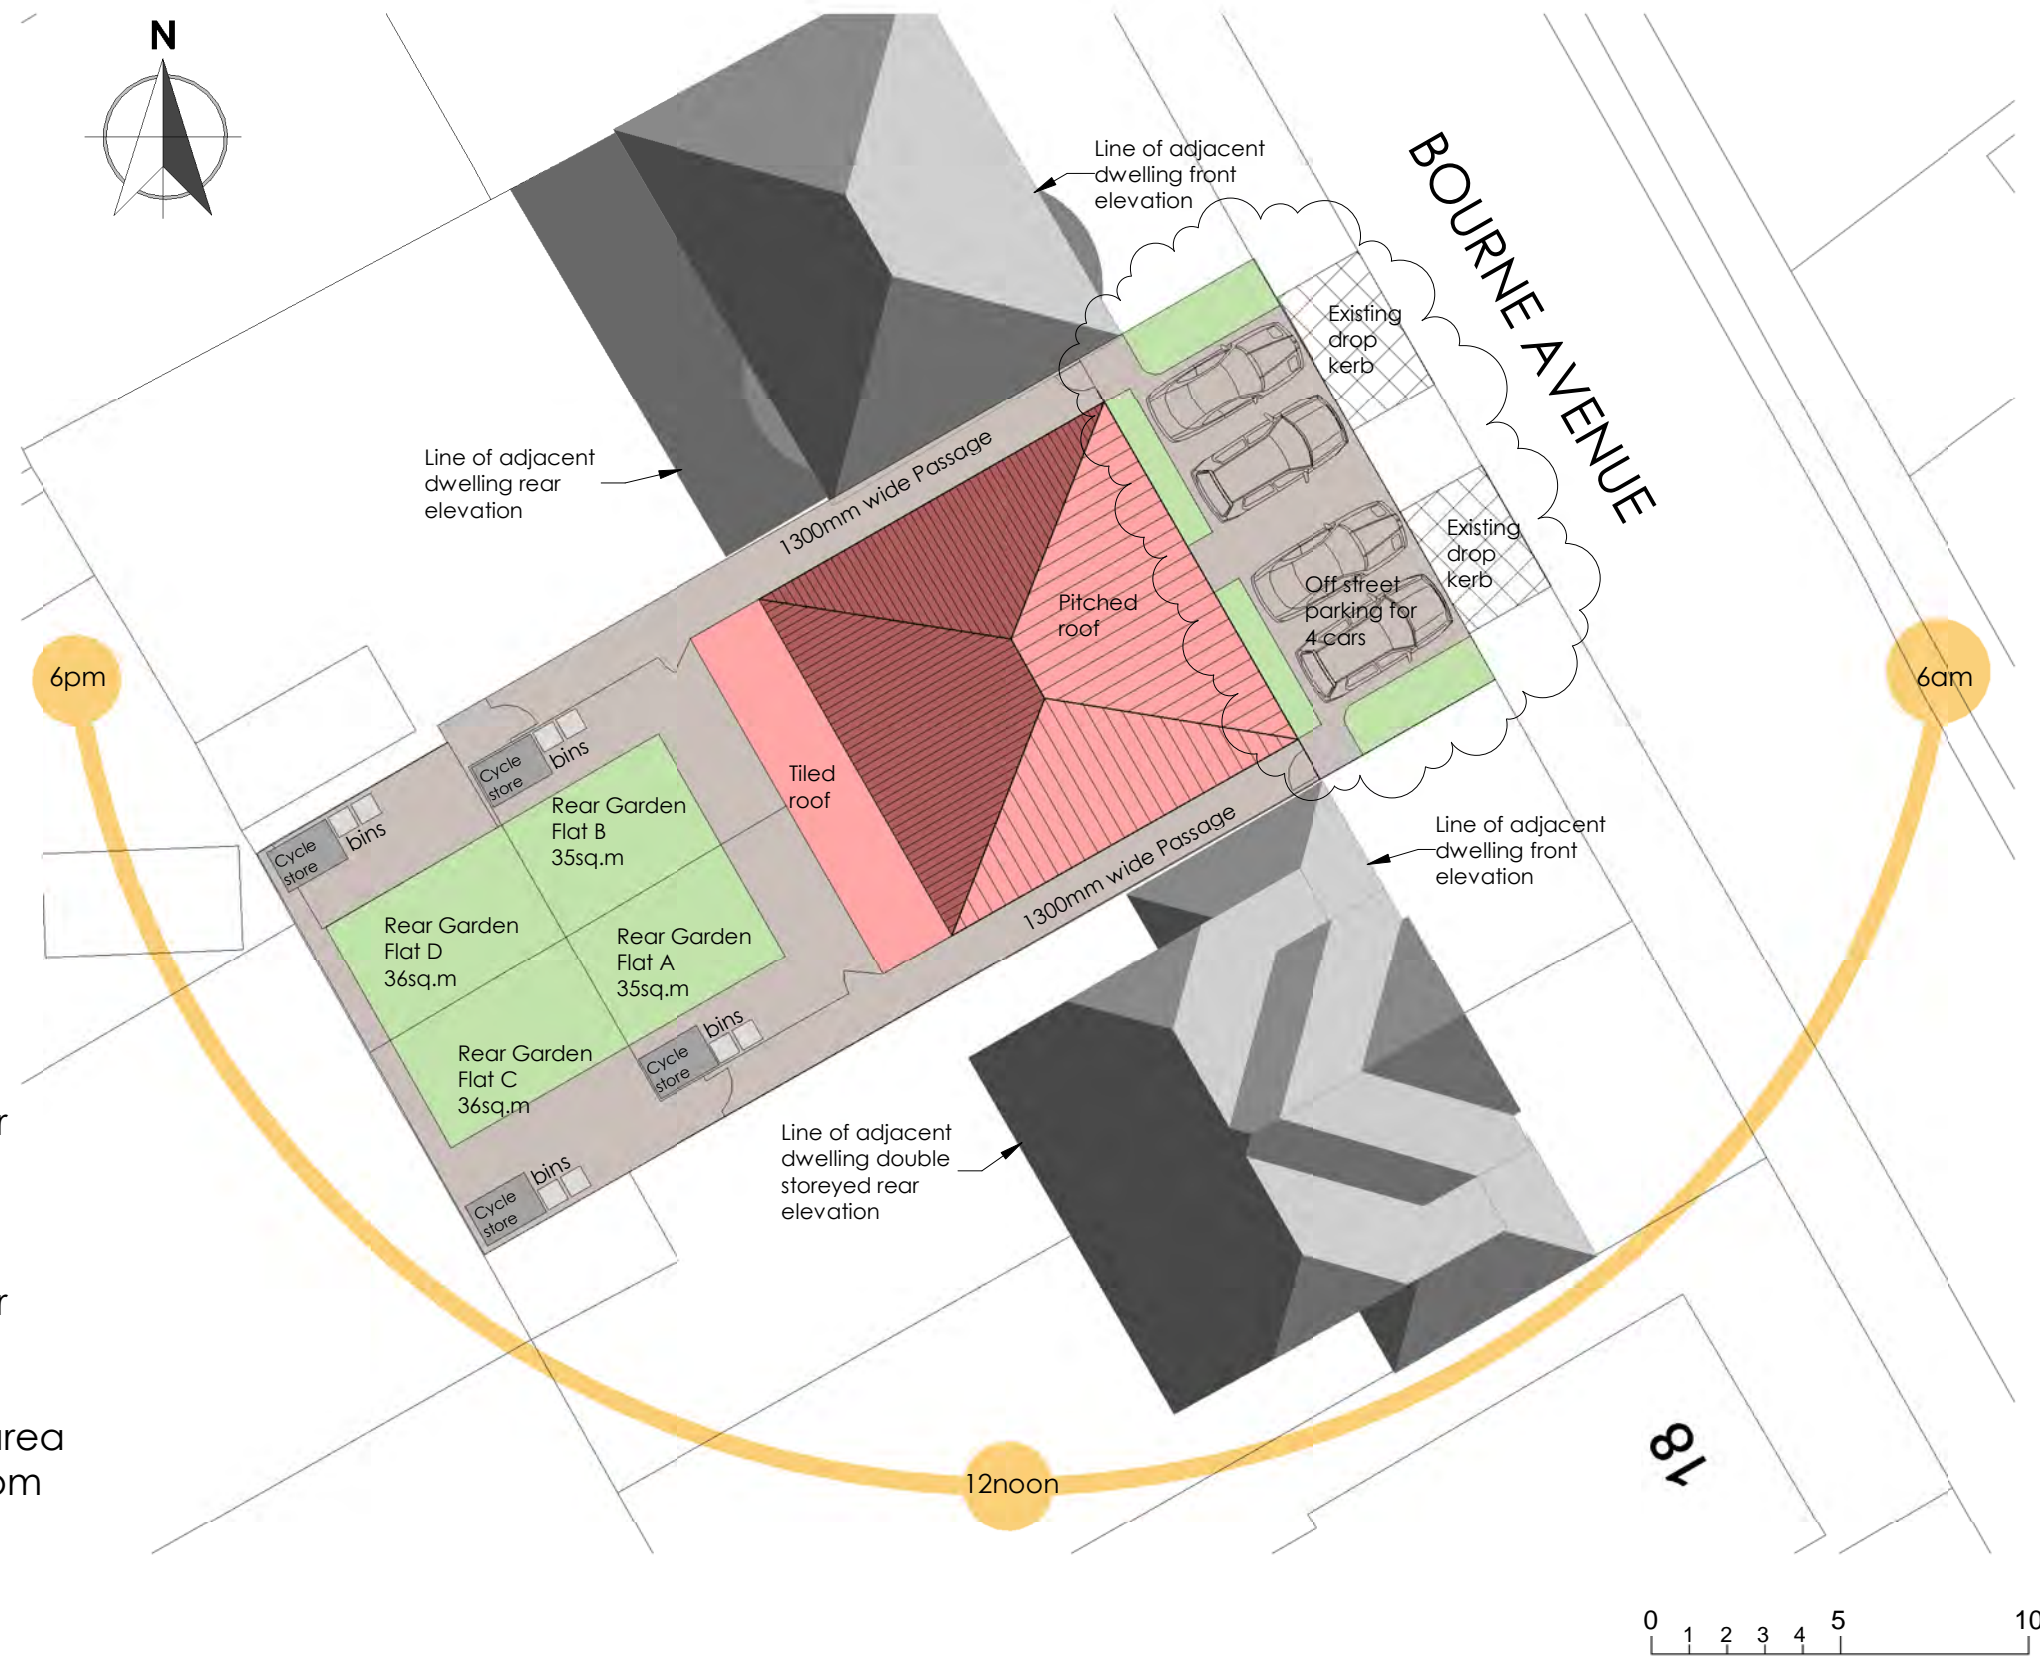 N
BOURNE AVENUE
Line of adjacent
dwelling front
elevation
Existing
drop
kerb
Line of adjacent
dwelling rear
elevation
1300mm wide Passage
Existing
drop
kerb
Off street
parking for
4 cars
Pitched
roof
6pm
6am
Cycle
store
bins
Tiled
roof
Rear Garden
Flat B
35sq.m
Cycle
store
bins
1300mm wide Passage
Line of adjacent
dwelling front
elevation
Rear Garden
Flat D
36sq.m
Rear Garden
Flat A
35sq.m
Cycle
store
bins
Rear Garden
Flat C
36sq.m
Line of adjacent
dwelling double
storeyed rear
elevation
Cycle
store
bins
12noon
18
0 1 2 3 4 5 10